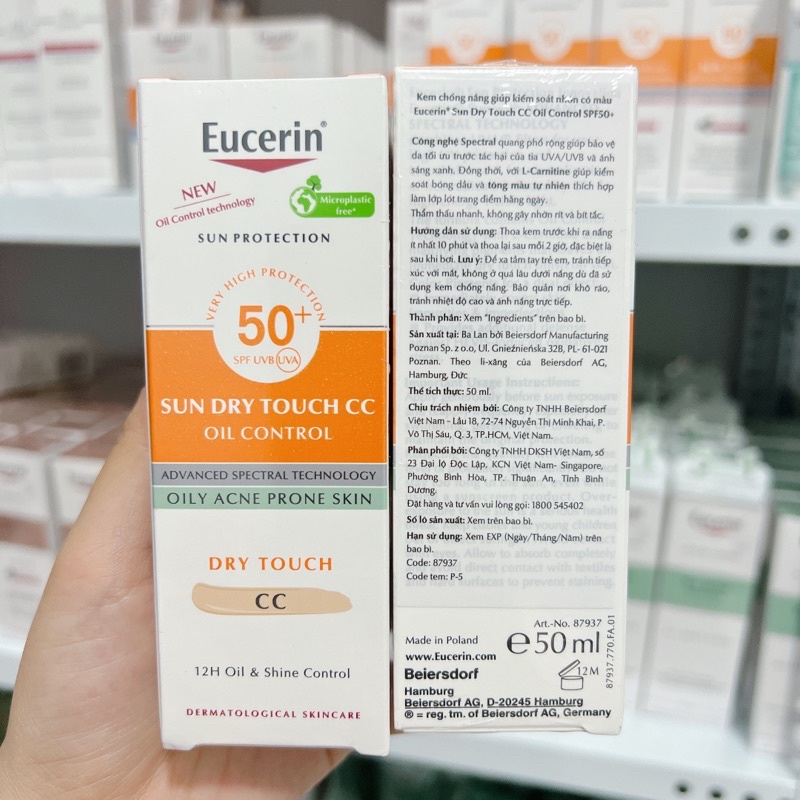 Eucerin®
NEW
Oil Control technology
Microplastic
free*
SUN PROTECTION
VERY HIGH PROTECTION
50+
SPF UVB UVA
SUN DRY TOUCH CC
OIL CONTROL
ADVANCED SPECTRAL TECHNOLOGY
OILY ACNE PRONE SKIN
DRY TOUCH
CC
12H Oil & Shine Control
DERMATOLOGICAL SKINCARE
Kem chống nắng giúp kiểm soát nhờn có màu
Eucerin® Sun Dry Touch CC Oil Control SPF50+
Công nghệ Spectral quang phổ rộng giúp bảo vệ
da tối ưu trước tác hại của tia UVA/UVB và ánh
sáng xanh. Đồng thời, với L-Carnitine giúp kiểm
soát bóng dầu và tông màu tự nhiên thích hợp
làm lớp lót trang điểm hằng ngày.
Thẩm thấu nhanh, không gây nhờn rít và bít tắc.
Hướng dẫn sử dụng: Thoa kem trước khi ra nắng
ít nhất 10 phút và thoa lại sau mỗi 2 giờ, đặc biệt là
sau khi bơi. Lưu ý: Để xa tầm tay trẻ em, tránh tiếp
xúc với mắt, không ở quá lâu dưới nắng dù đã sử
dụng kem chống nắng. Bảo quản nơi khô ráo,
tránh nhiệt độ cao và ánh nắng trực tiếp.
Thành phần: Xem "Ingredients" trên bao bì.
Sản xuất tại: Ba Lan bởi Beiersdorf Manufacturing
Poznan Sp. z o.o, Ul. Gnieźnieńska 32B, PL- 61-021
Poznan. Theo li-xăng của Beiersdorf AG,
Hamburg, Đức
Thể tích thực: 50 ml.
Chịu trách nhiệm bởi: Công ty TNHH Beiersdorf
Việt Nam - Lầu 18, 72-74 Nguyễn Thị Minh Khai, P.
Võ Thị Sáu, Q. 3, TP.HCM, Việt Nam.
Phân phối bởi: Công ty TNHH DKSH Việt Nam, số
23 Đại lộ Độc Lập, KCN Việt Nam- Singapore,
Phường Bình Hòa, TP. Thuận An, Tỉnh Bình
Dương.
Đặt hàng và tư vấn vui lòng gọi: 1800 545402
Số lô sản xuất: Xem trên bao bì.
Hạn sử dụng: Xem EXP (Ngày/Tháng/Năm) trên
bao bì.
Code: 87937
Code tem: P-5
Art.-No. 87937
Made in Poland
www.Eucerin.com
℮50 ml
12M
87937.770.FA.01
Beiersdorf
Hamburg
Beiersdorf AG, D-20245 Hamburg
® = reg. tm. of Beiersdorf AG, Germany